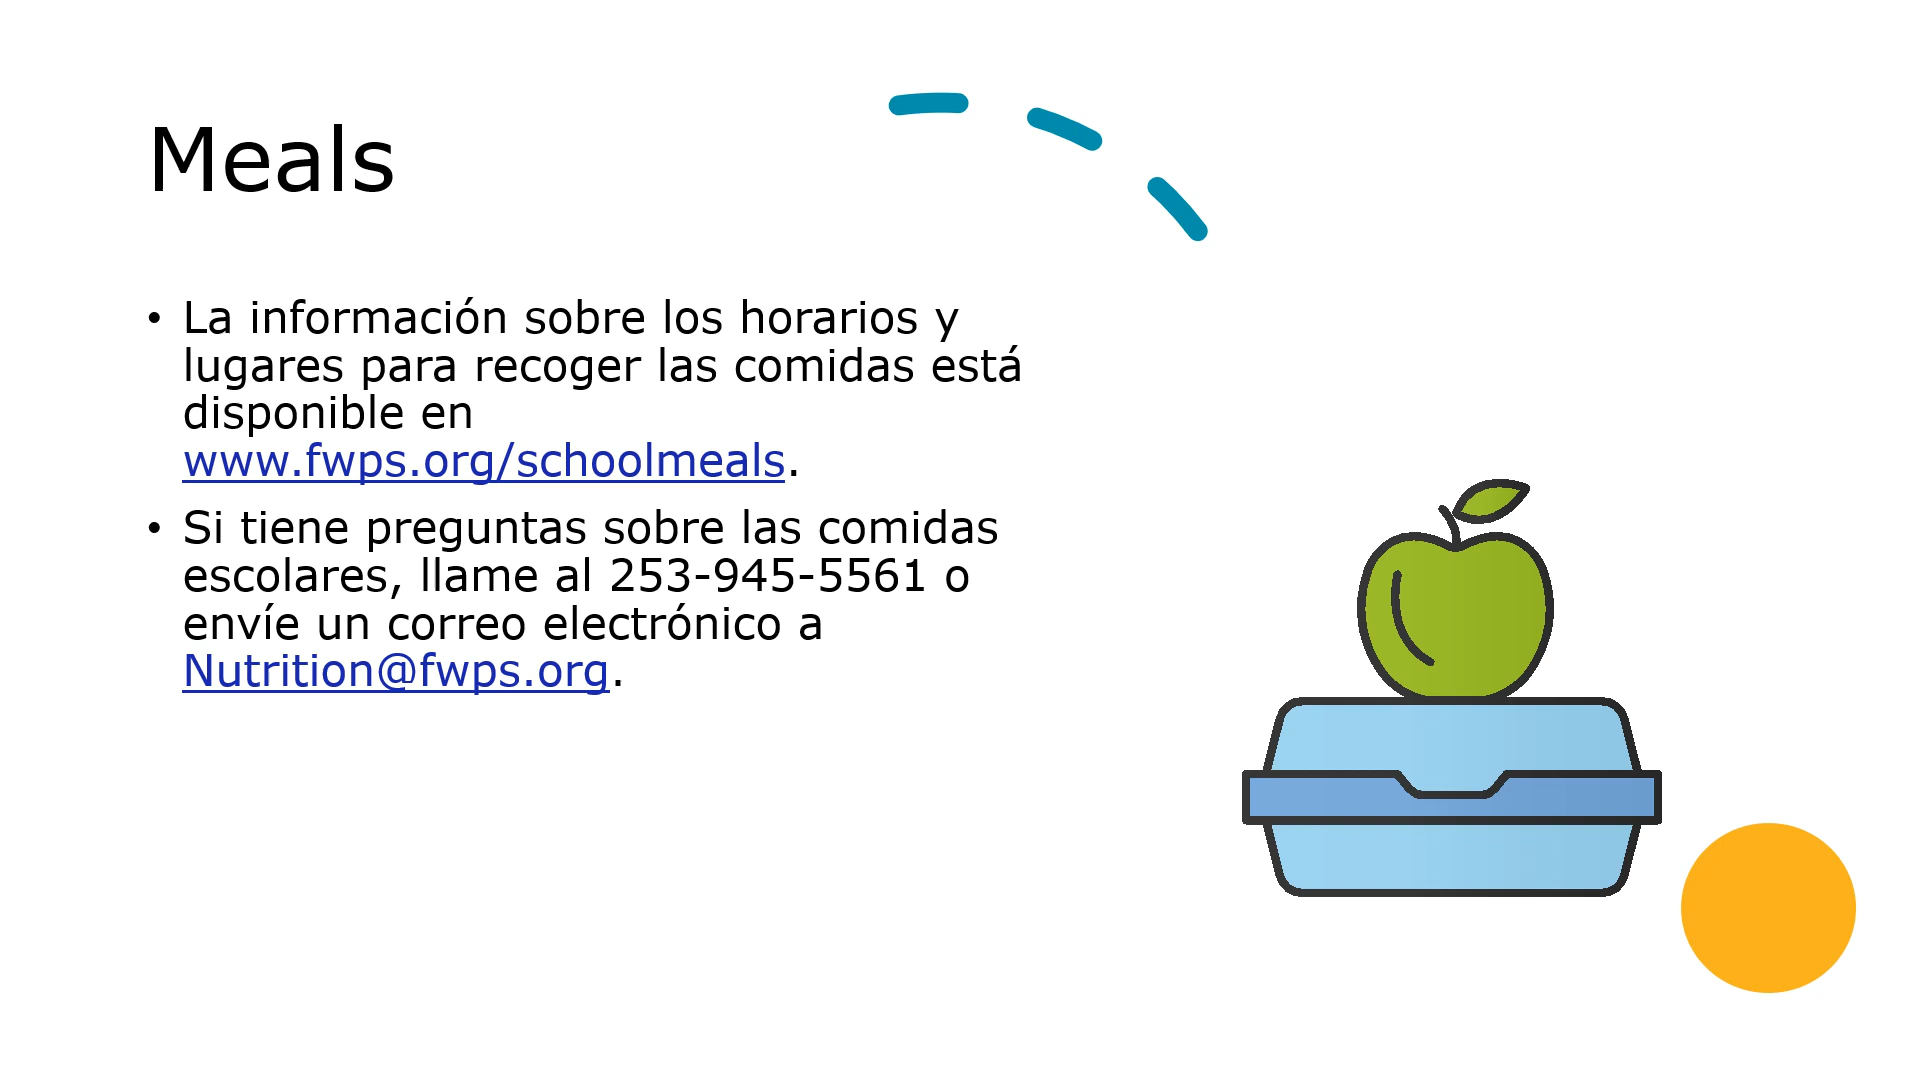 Meals
• La información sobre los horarios y
lugares para recoger las comidas está
disponible en
www.fwps.org/schoolmeals.
• Si tiene preguntas sobre las comidas
escolares, llame al 253-945-5561 o
envíe un correo electrónico a
Nutrition@fwps.org.